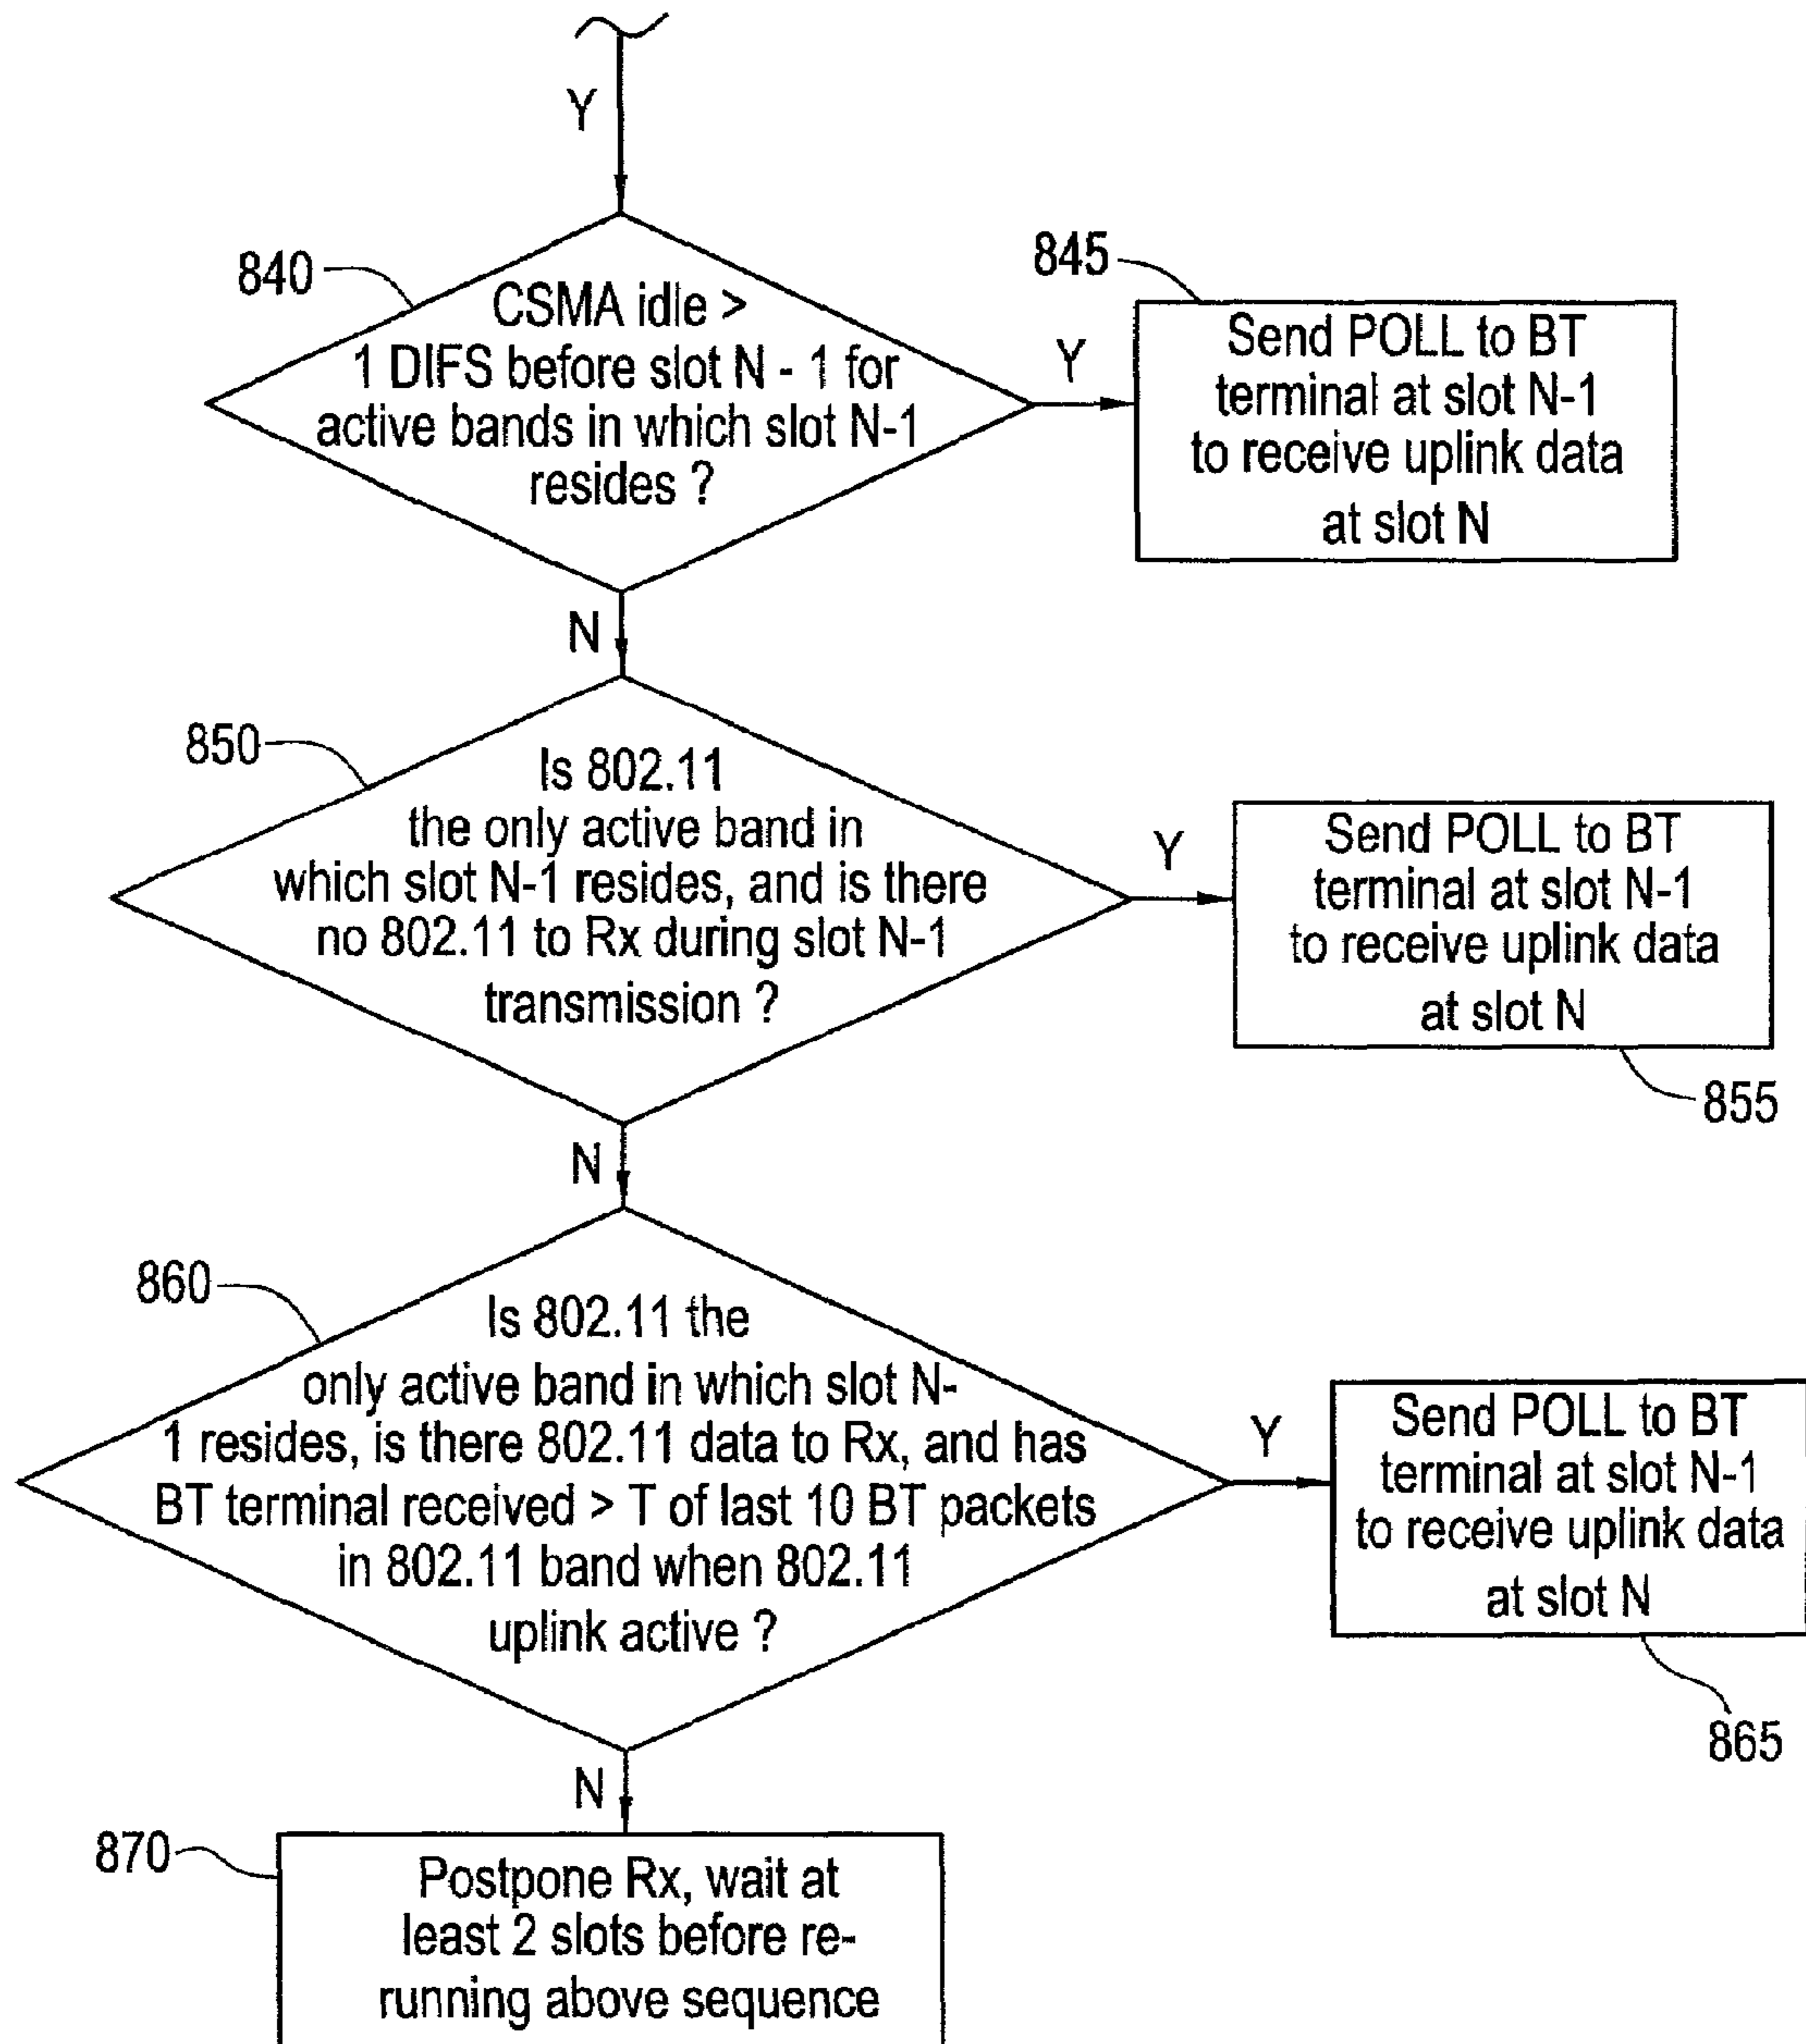 Y
840
CSMA idle >
1 DIFS before slot N - 1 for
active bands in which slot N-1
resides ?
Y
845
Send POLL to BT
terminal at slot N-1
to receive uplink data
at slot N
N
850
Is 802.11
the only active band in
which slot N-1 resides, and is there
no 802.11 to Rx during slot N-1
transmission ?
Y
Send POLL to BT
terminal at slot N-1
to receive uplink data
at slot N
855
N
860
Is 802.11 the
only active band in which slot N-
1 resides, is there 802.11 data to Rx, and has
BT terminal received > T of last 10 BT packets
in 802.11 band when 802.11
uplink active ?
Y
Send POLL to BT
terminal at slot N-1
to receive uplink data
at slot N
865
N
870
Postpone Rx, wait at
least 2 slots before re-
running above sequence